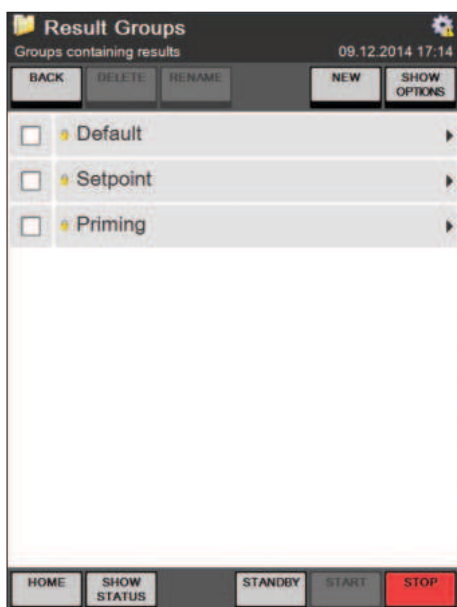 Result Groups
Groups containing results 09.12.2014 17:14
BACK DELETE RENAME NEW SHOW OPTIONS
Default
Setpoint
Priming
HOME SHOW STATUS STANDBY START STOP